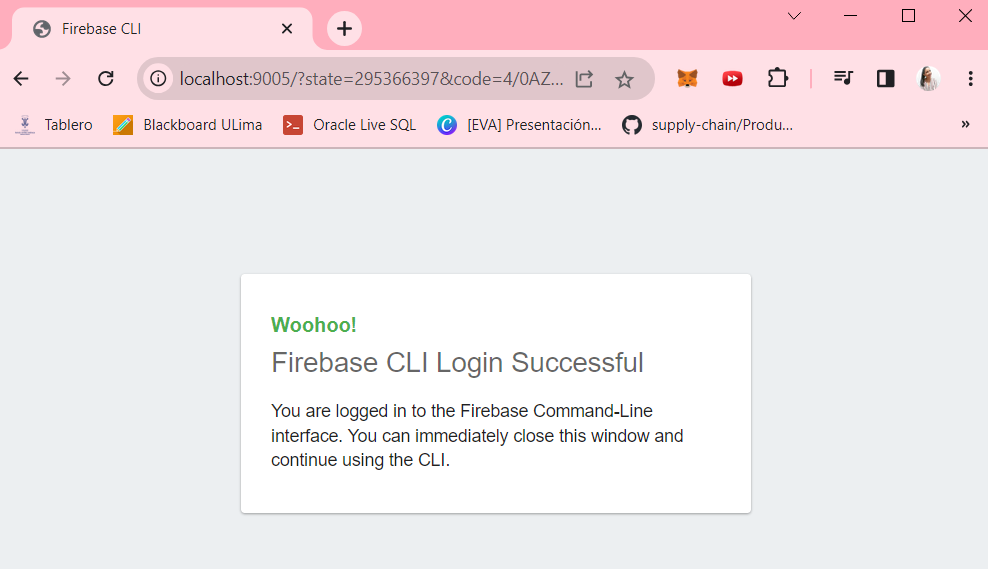 Firebase CLI
localhost:9005/?state=295366397&code=4/0AZ...
Tablero
Blackboard ULima
Oracle Live SQL
[EVA] Presentación...
supply-chain/Produ...
»
Woohoo!
Firebase CLI Login Successful
You are logged in to the Firebase Command-Line
interface. You can immediately close this window and
continue using the CLI.